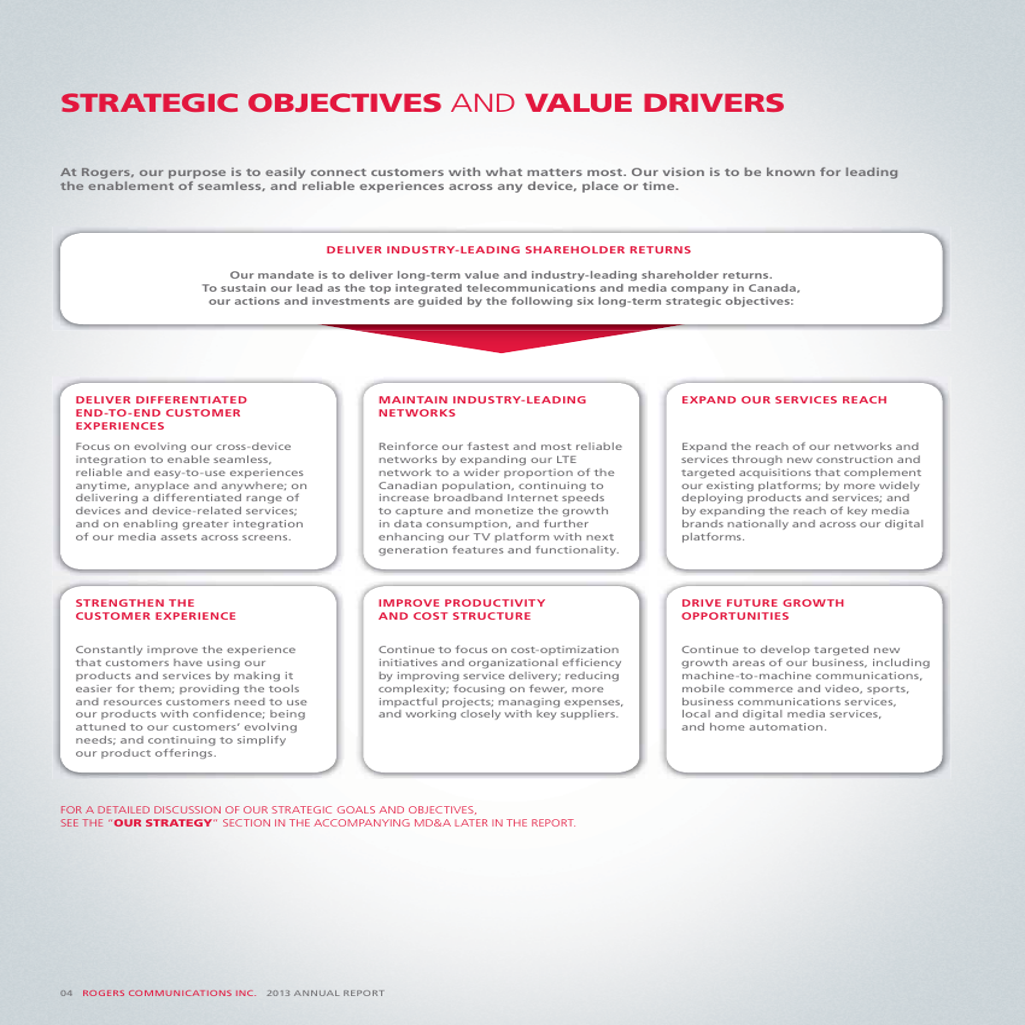 STRATEGIC OBJECTIVES AND VALUE DRIVERS
At Rogers, our purpose is to easily connect customers with what matters most. Our vision is to be known for leading
the enablement of seamless, and reliable experiences across any device, place or time.
DELIVER INDUSTRY-LEADING SHAREHOLDER RETURNS
Our mandate is to deliver long-term value and industry-leading shareholder returns.
To sustain our lead as the top integrated telecommunications and media company in Canada,
our actions and investments are guided by the following six long-term strategic objectives:
DELIVER DIFFERENTIATED
END-TO-END CUSTOMER
EXPERIENCES
Focus on evolving our cross-device
integration to enable seamless,
reliable and easy-to-use experiences
anytime, anyplace and anywhere; on
delivering a differentiated range of
devices and device-related services;
and on enabling greater integration
of our media assets across screens.
MAINTAIN INDUSTRY-LEADING
NETWORKS
Reinforce our fastest and most reliable
networks by expanding our LTE
network to a wider proportion of the
Canadian population, continuing to
increase broadband Internet speeds
to capture and monetize the growth
in data consumption, and further
enhancing our TV platform with next
generation features and functionality.
EXPAND OUR SERVICES REACH
Expand the reach of our networks and
services through new construction and
targeted acquisitions that complement
our existing platforms; by more widely
deploying products and services; and
by expanding the reach of key media
brands nationally and across our digital
platforms.
STRENGTHEN THE
CUSTOMER EXPERIENCE
Constantly improve the experience
that customers have using our
products and services by making it
easier for them; providing the tools
and resources customers need to use
our products with confidence; being
attuned to our customers’ evolving
needs; and continuing to simplify
our product offerings.
IMPROVE PRODUCTIVITY
AND COST STRUCTURE
Continue to focus on cost-optimization
initiatives and organizational efficiency
by improving service delivery; reducing
complexity; focusing on fewer, more
impactful projects; managing expenses,
and working closely with key suppliers.
DRIVE FUTURE GROWTH
OPPORTUNITIES
Continue to develop targeted new
growth areas of our business, including
machine-to-machine communications,
mobile commerce and video, sports,
business communications services,
local and digital media services,
and home automation.
FOR A DETAILED DISCUSSION OF OUR STRATEGIC GOALS AND OBJECTIVES,
SEE THE “OUR STRATEGY” SECTION IN THE ACCOMPANYING MD&A LATER IN THE REPORT.
04 ROGERS COMMUNICATIONS INC. 2013 ANNUAL REPORT